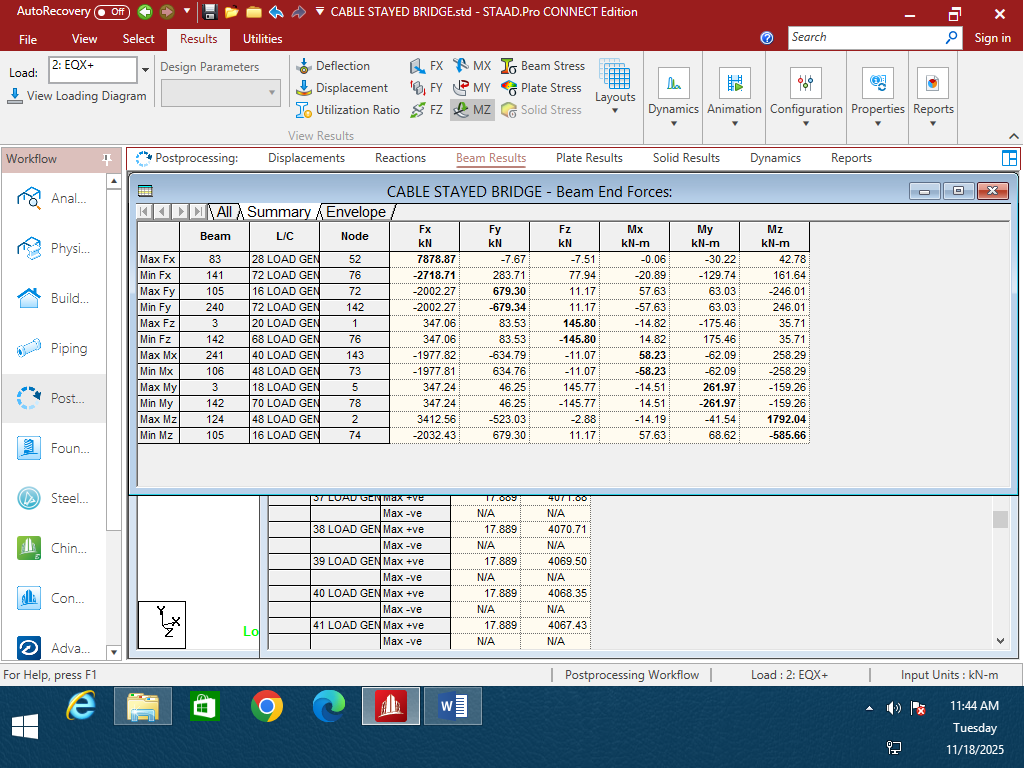 AutoRecovery Off CABLE STAYED BRIDGE.std - STAAD.Pro CONNECT Edition
File View Select Results Utilities Search Sign in
Load: 2: EQX+ Design Parameters
View Loading Diagram
Deflection FX MX Beam Stress
Displacement FY MY Plate Stress
Utilization Ratio FZ MZ Solid Stress
View Results
Layouts Dynamics Animation Configuration Properties Reports
Workflow
Postprocessing: Displacements Reactions Beam Results Plate Results Solid Results Dynamics Reports
Anal...
Physi...
Build...
Piping
Post...
Foun...
Steel...
Chin...
Con...
Adva...
CABLE STAYED BRIDGE - Beam End Forces:
All Summary Envelope
Beam L/C Node Fx kN Fy kN Fz kN Mx kN-m My kN-m Mz kN-m
Max Fx 83 28 LOAD GEN 52 7878.87 -7.67 -7.51 -0.06 -30.22 42.78
Min Fx 141 72 LOAD GEN 76 -2718.71 283.71 77.94 -20.89 -129.74 161.64
Max Fy 105 16 LOAD GEN 72 -2002.27 679.30 11.17 57.63 63.03 -246.01
Min Fy 240 72 LOAD GEN 142 -2002.27 -679.34 11.17 -57.63 63.03 246.01
Max Fz 3 20 LOAD GEN 1 347.06 83.53 145.80 -14.82 -175.46 35.71
Min Fz 142 68 LOAD GEN 76 347.06 83.53 -145.80 14.82 175.46 35.71
Max Mx 241 40 LOAD GEN 143 -1977.82 -634.79 -11.07 58.23 -62.09 258.29
Min Mx 106 48 LOAD GEN 73 -1977.81 634.76 -11.07 -58.23 -62.09 -258.29
Max My 3 18 LOAD GEN 5 347.24 46.25 145.77 -14.51 261.97 -159.26
Min My 142 70 LOAD GEN 78 347.24 46.25 -145.77 14.51 -261.97 -159.26
Max Mz 124 48 LOAD GEN 2 3412.56 -523.03 -2.88 -14.19 -41.54 1792.04
Min Mz 105 16 LOAD GEN 74 -2032.43 679.30 11.17 57.63 68.62 -585.66
37 LOAD GEN Max +ve 17.889 4071.88
Max -ve N/A N/A
38 LOAD GEN Max +ve 17.889 4070.71
Max -ve N/A N/A
39 LOAD GEN Max +ve 17.889 4069.50
Max -ve N/A N/A
40 LOAD GEN Max +ve 17.889 4068.35
Max -ve N/A N/A
41 LOAD GEN Max +ve 17.889 4067.43
Max -ve N/A N/A
Y
X
Z
Lo
For Help, press F1 Postprocessing Workflow Load : 2: EQX+ Input Units : kN-m
11:44 AM
Tuesday
11/18/2025